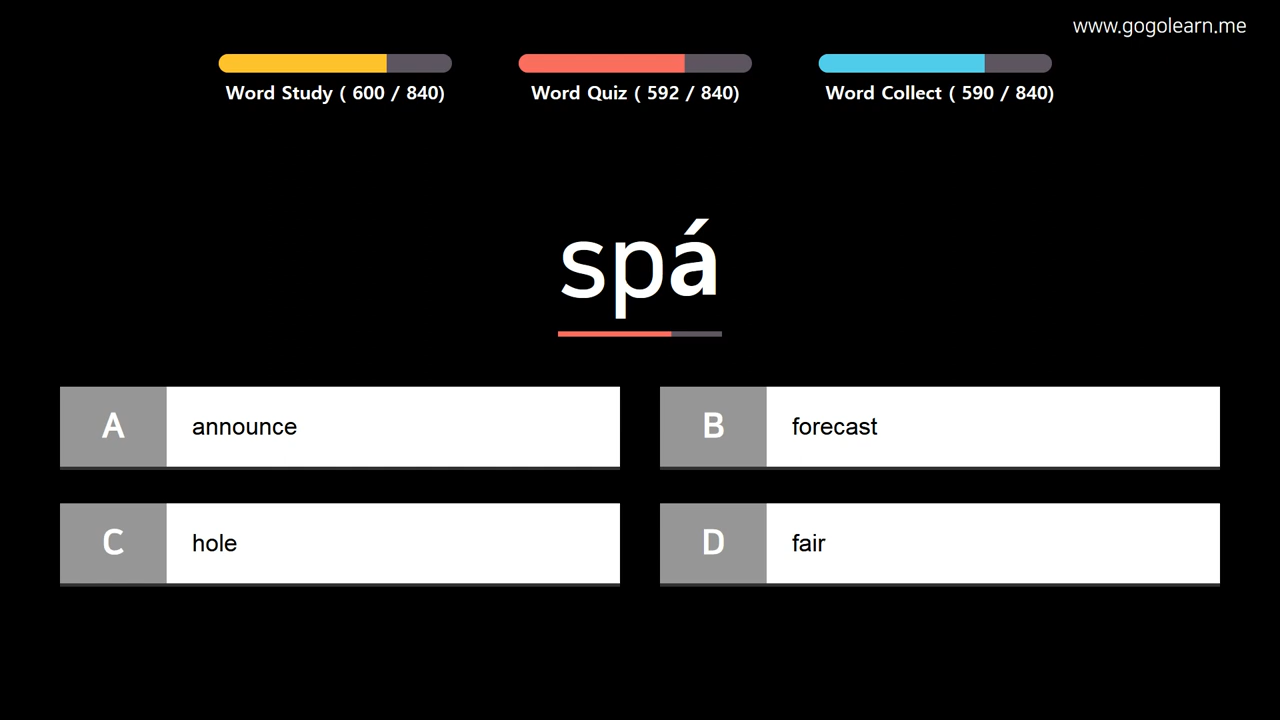 www.gogolearn.me
Word Study ( 600 / 840)
Word Quiz ( 592 / 840)
Word Collect ( 590 / 840)
spá
A announce
B forecast
C hole
D fair